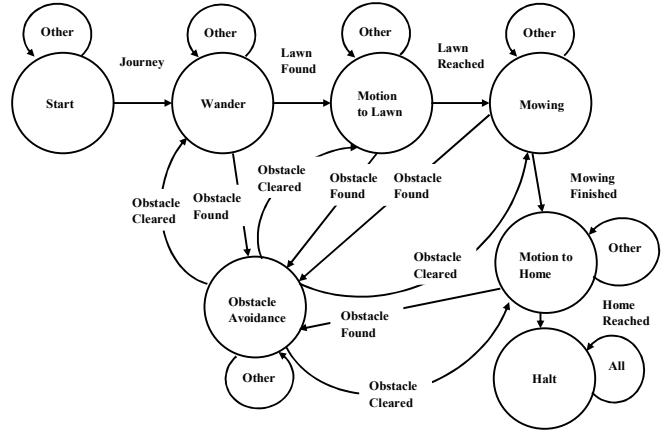 Other
Other
Other
Other
Journey
Lawn
Found
Lawn
Reached
Start
Wander
Motion
to Lawn
Mowing
Obstacle
Cleared
Obstacle
Found
Obstacle
Cleared
Obstacle
Found
Obstacle
Found
Mowing
Finished
Obstacle
Cleared
Motion to
Home
Other
Obstacle
Avoidance
Obstacle
Found
Home
Reached
Other
Obstacle
Cleared
Halt
All